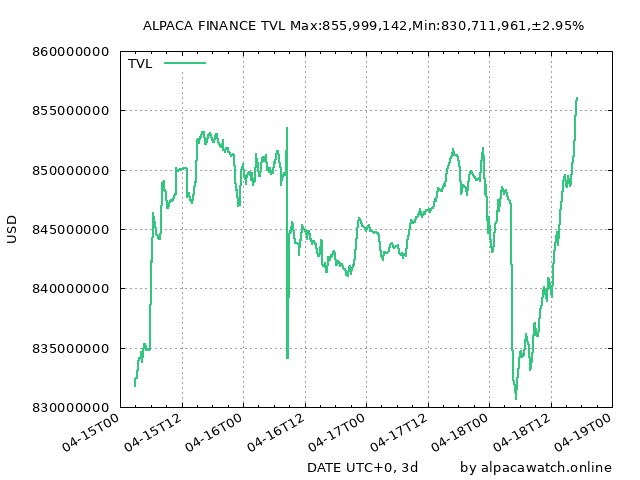 ALPACA FINANCE TVL Max:855,999,142,Min:830,711,961,±2.95%
860000000
TVL
855000000
850000000
845000000
USD
840000000
835000000
830000000
04-15T00
04-15T12
04-16T00
04-16T12
04-17T00
04-17T12
04-18T00
04-18T12
04-19T00
DATE UTC+0, 3d
by alpacawatch.online